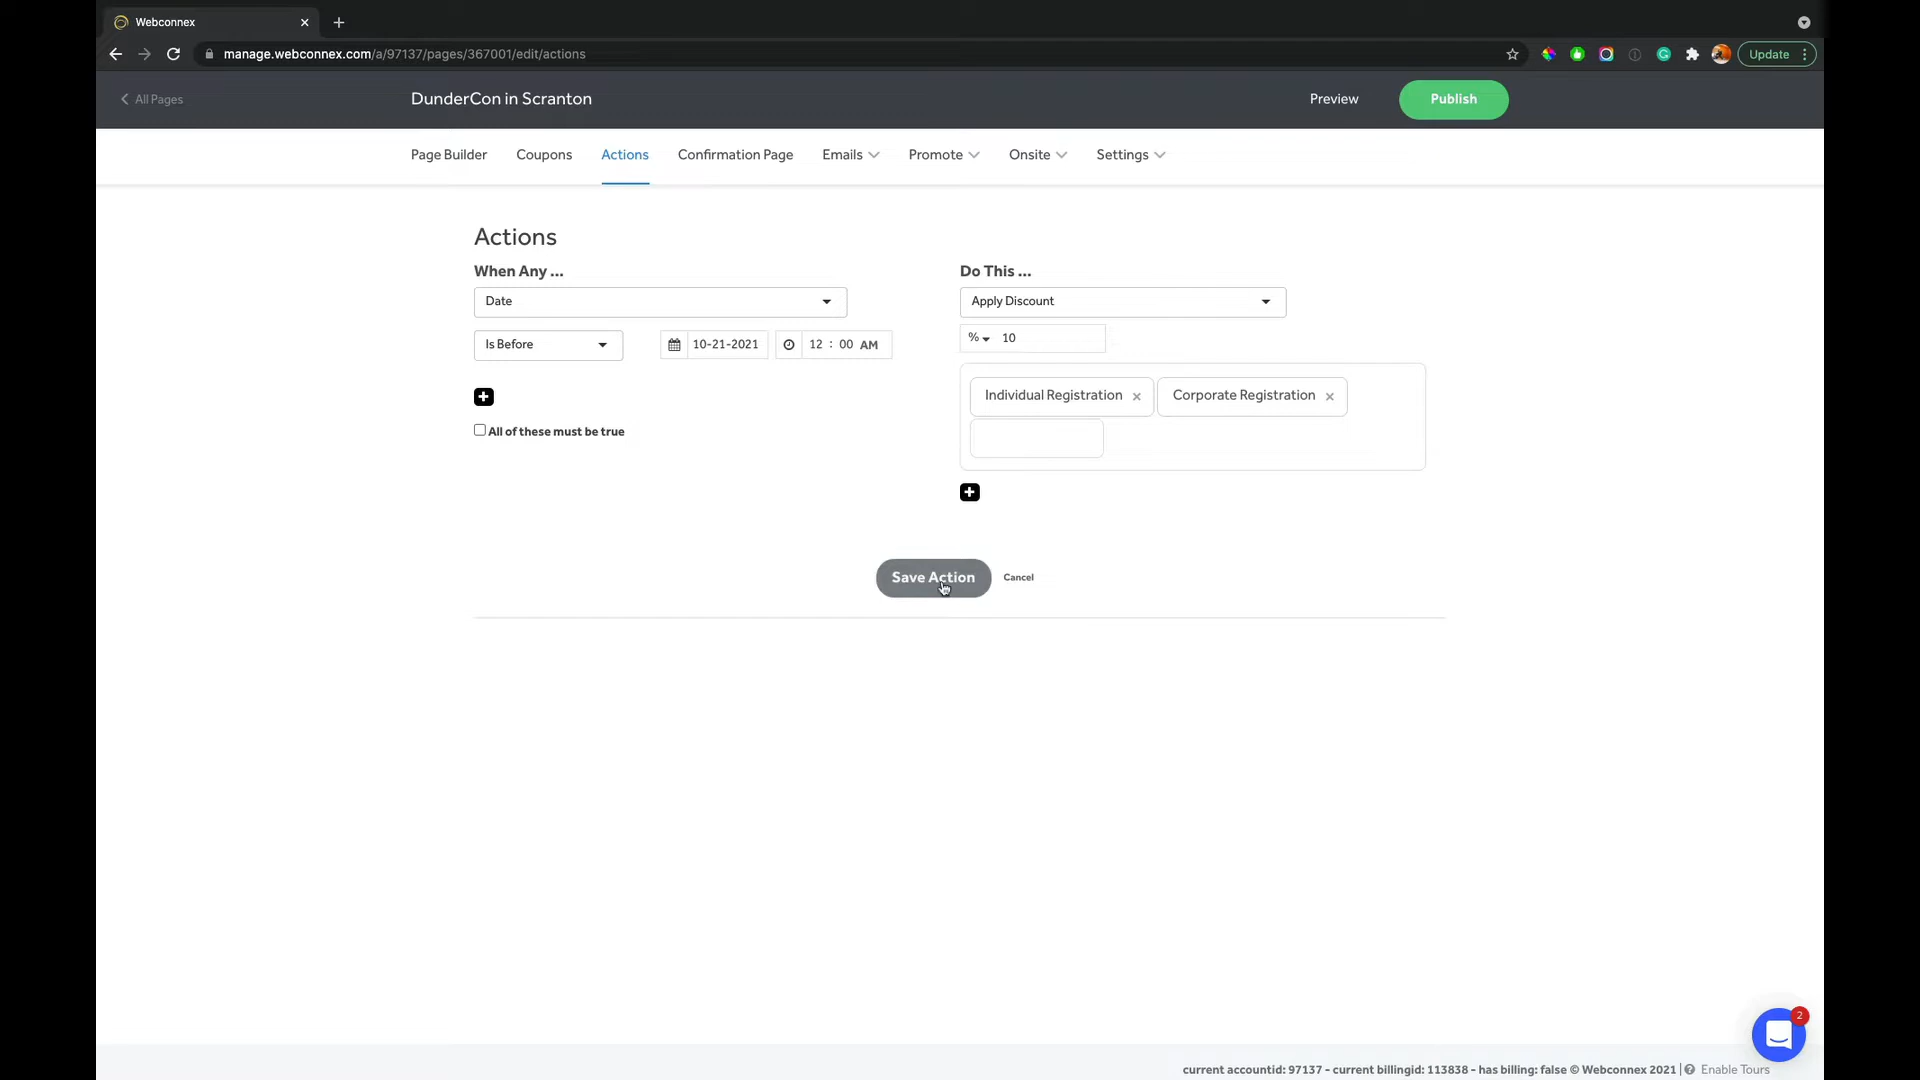 Webconnex
manage.webconnex.com/a/97137/pages/367001/edit/actions
Update
All Pages
DunderCon in Scranton
Preview
Publish
Page Builder
Coupons
Actions
Confirmation Page
Emails
Promote
Onsite
Settings
Actions
When Any ...
Do This ...
Date
Apply Discount
Is Before
10-21-2021
12 : 00 AM
% 10
Individual Registration ×
Corporate Registration ×
All of these must be true
Save Action
Cancel
2
current accountid: 97137 - current billingid: 113838 - has billing: false © Webconnex 2021 | Enable Tours